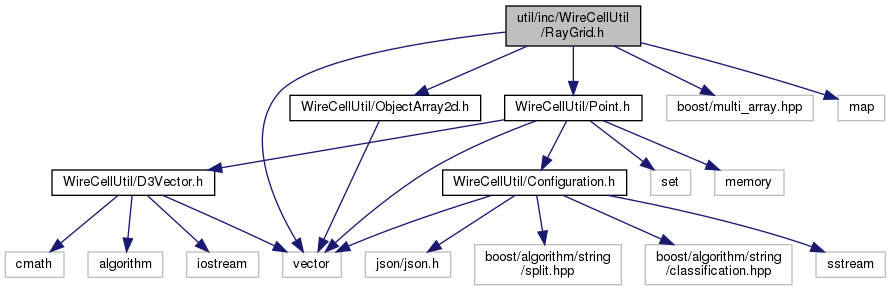 util/inc/WireCellUtil
/RayGrid.h
WireCellUtil/ObjectArray2d.h
WireCellUtil/Point.h
boost/multi_array.hpp
map
WireCellUtil/D3Vector.h
WireCellUtil/Configuration.h
set
memory
cmath
algorithm
iostream
vector
json/json.h
boost/algorithm/string
/split.hpp
boost/algorithm/string
/classification.hpp
sstream